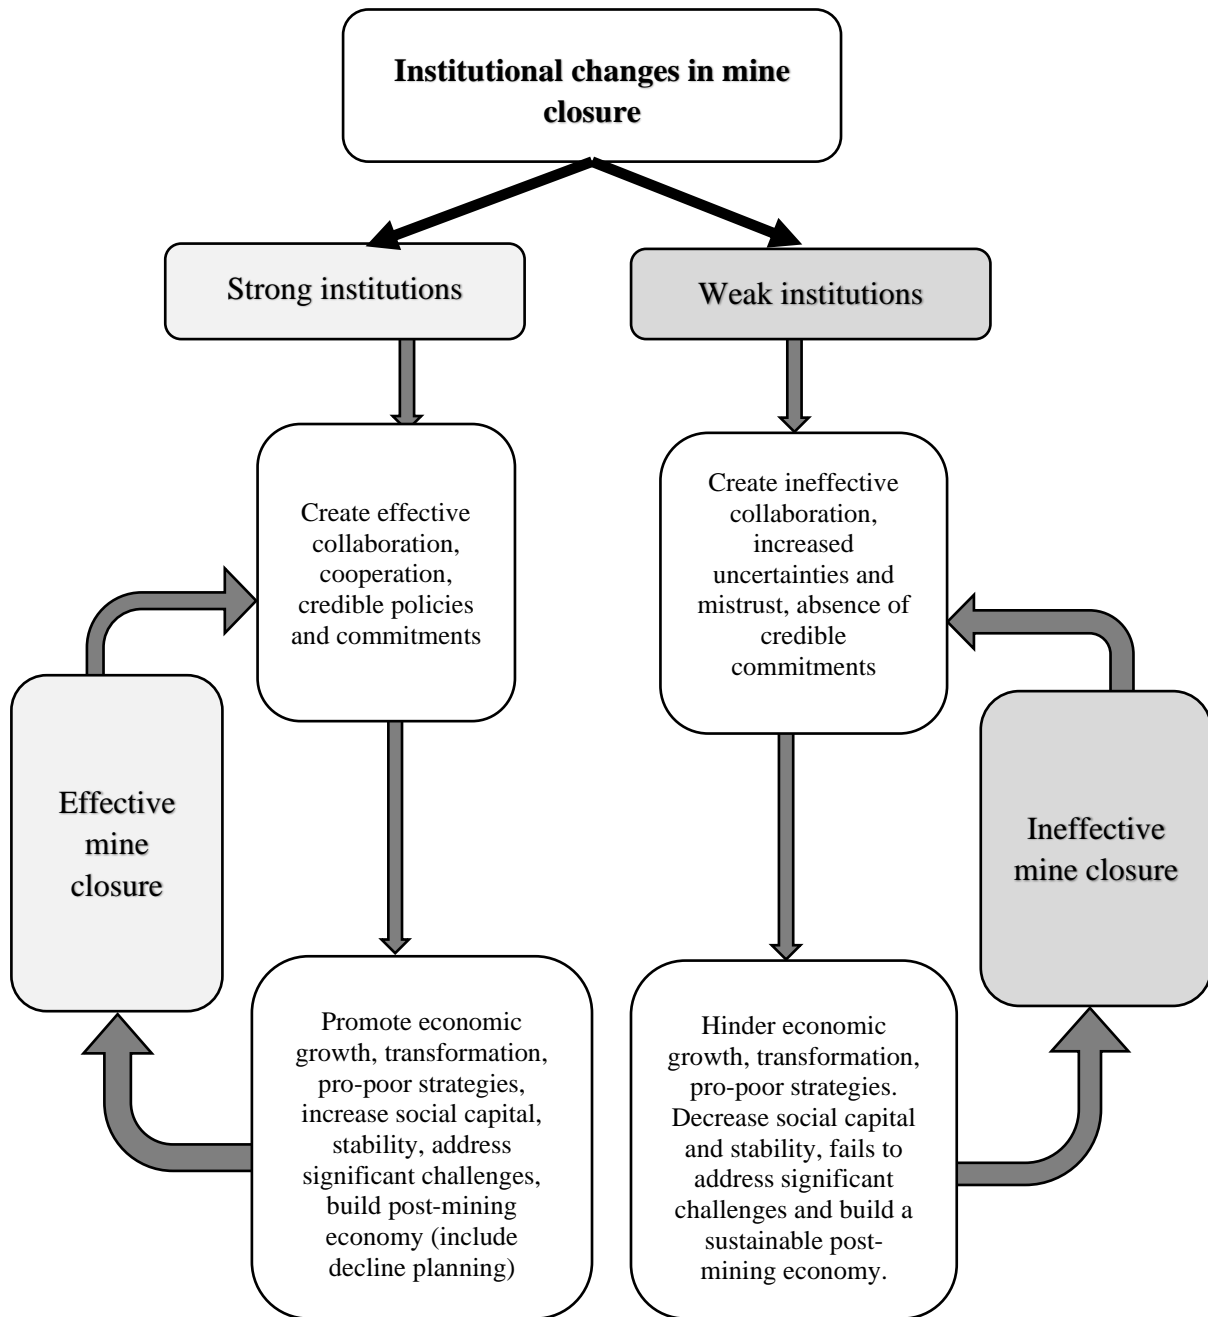 Institutional changes in mine
closure
Strong institutions
Weak institutions
Create effective
collaboration,
cooperation,
credible policies
and commitments
Create ineffective
collaboration,
increased
uncertainties and
mistrust, absence of
credible
commitments
Effective
mine
closure
Ineffective
mine closure
Promote economic
growth, transformation,
pro-poor strategies,
increase social capital,
stability, address
significant challenges,
build post-mining
economy (include
decline planning)
Hinder economic
growth, transformation,
pro-poor strategies.
Decrease social capital
and stability, fails to
address significant
challenges and build a
sustainable post-
mining economy.